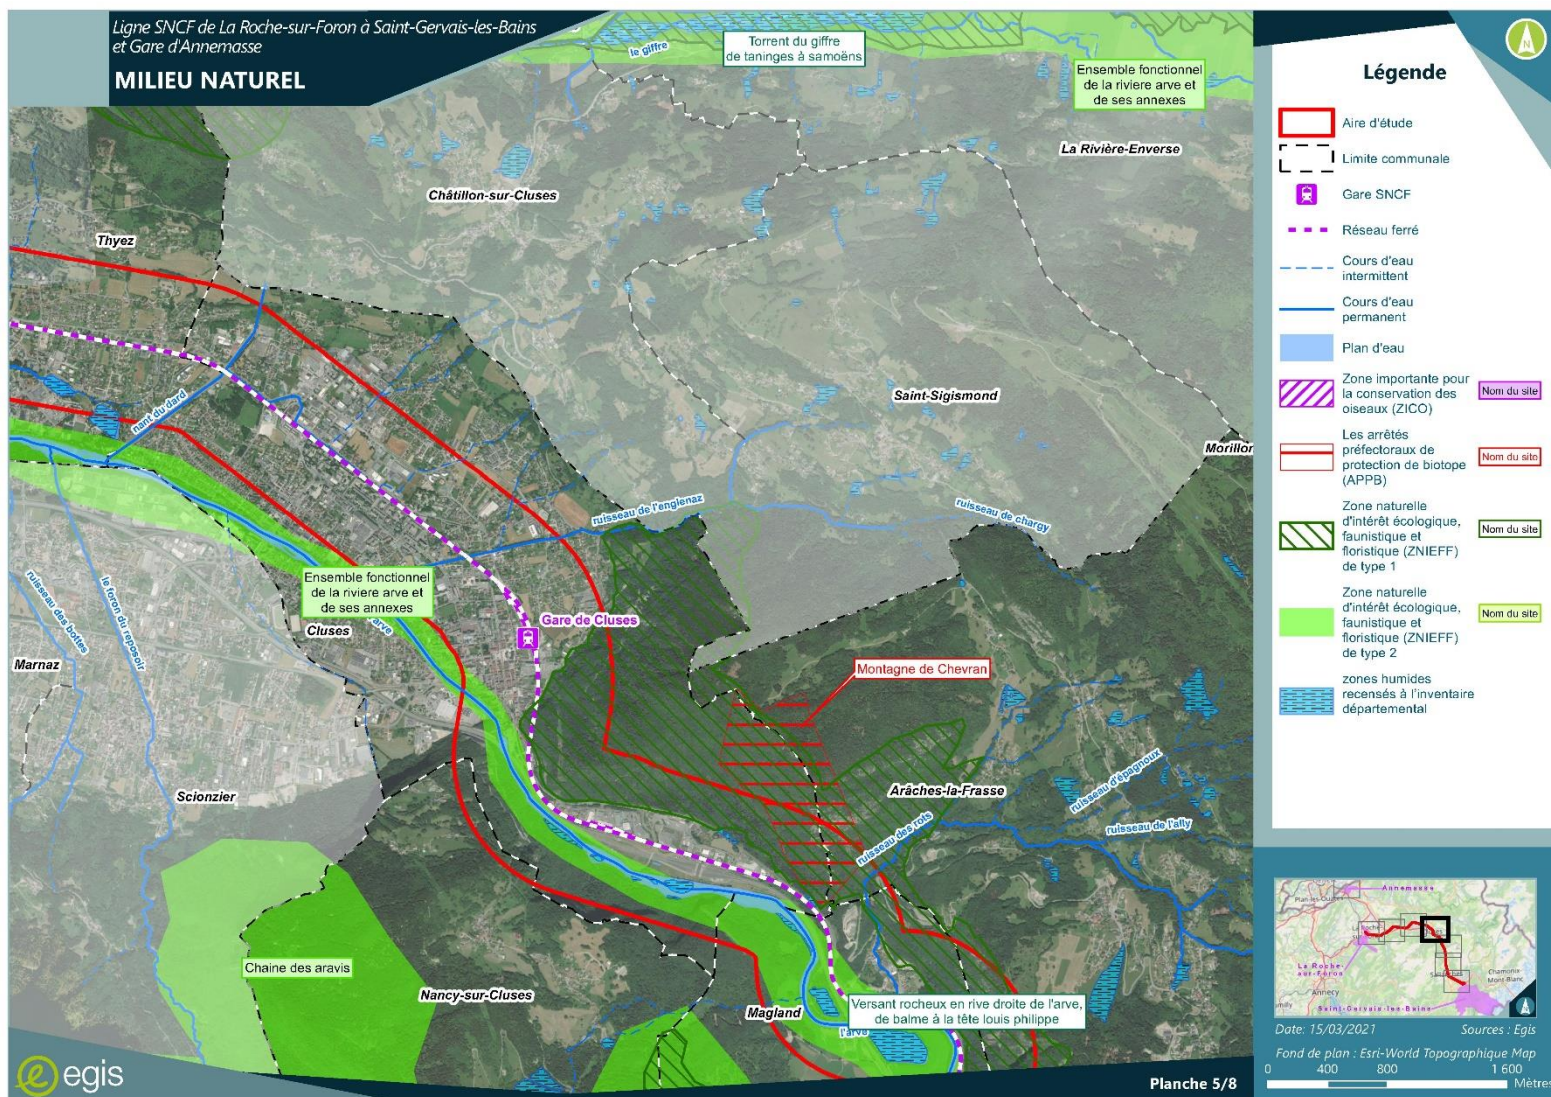 Ligne SNCF de La Roche-sur-Foron à Saint-Gervais-les-Bains
et Gare d'Annemasse
MILIEU NATUREL
le giffre
Torrent du giffre
de taninges à samoëns
Ensemble fonctionnel
de la riviere arve et
de ses annexes
La Rivière-Enverse
Châtillon-sur-Cluses
Thyez
Saint-Sigismond
nant du dard
Morillon
ruisseau de l'englenaz
ruisseau de chargy
Ensemble fonctionnel
de la riviere arve et
de ses annexes
arve
Cluses
Gare de Cluses
ruisseau des bottes
le foron du reposoir
Marnaz
Montagne de Chevran
Scionzier
Arâches-la-Frasse
ruisseau d'épagnoux
ruisseau de l'ally
ruisseau des rots
Chaine des aravis
Nancy-sur-Cluses
Magland
Versant rocheux en rive droite de l'arve,
de balme à la tête louis philippe
l'arve
egis
Planche 5/8
N
Légende
Aire d'étude
Limite communale
Gare SNCF
Réseau ferré
Cours d'eau
intermittent
Cours d'eau
permanent
Plan d'eau
Zone importante pour
la conservation des
oiseaux (ZICO)
Nom du site
Les arrêtés
préfectoraux de
protection de biotope
(APPB)
Nom du site
Zone naturelle
d'intérêt écologique,
faunistique et
floristique (ZNIEFF)
de type 1
Nom du site
Zone naturelle
d'intérêt écologique,
faunistique et
floristique (ZNIEFF)
de type 2
Nom du site
zones humides
recensés à l'inventaire
départemental
Annemasse
Plan-les-Ouates
La Roche-
sur-Foron
Annecy
Chamonix
Mont-Blanc
Saint-Gervais-les-Bains
Date: 15/03/2021
Sources : Egis
Fond de plan : Esri-World Topographique Map
0 400 800 1 600
Mètres